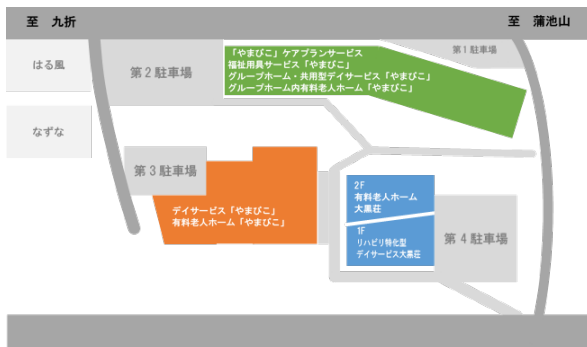 至　九折
至　蒲池山
はる風
第２駐車場
「やまびこ」ケアプランサービス
福祉用具サービス「やまびこ」
グループホーム・共用型デイサービス「やまびこ」
グループホーム内有料老人ホーム「やまびこ」
第１駐車場
なずな
第３駐車場
デイサービス「やまびこ」
有料老人ホーム「やまびこ」
2F
有料老人ホーム
大黒荘
1F
リハビリ特化型
デイサービス大黒荘
第４駐車場